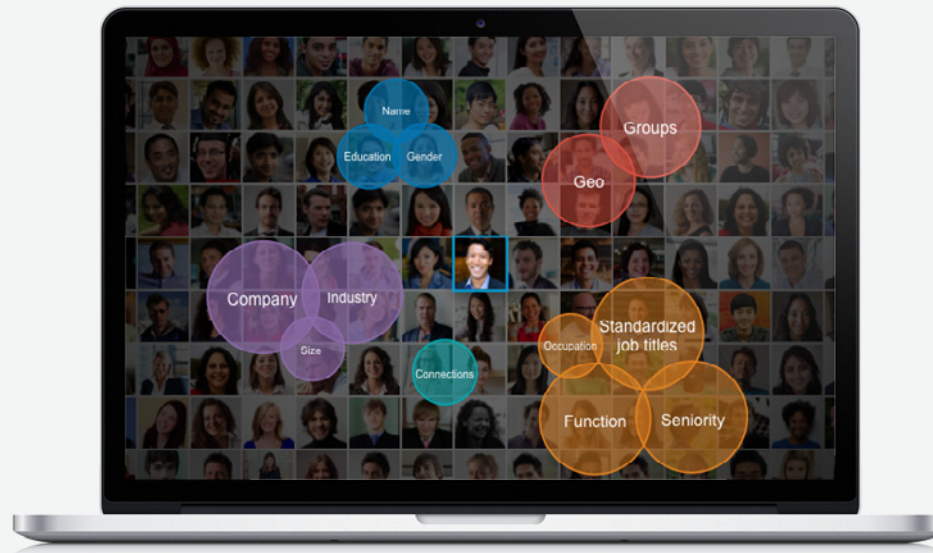 Name
Education
Gender
Groups
Geo
Company
Industry
Size
Connections
Standardized
job titles
Occupation
Function
Seniority